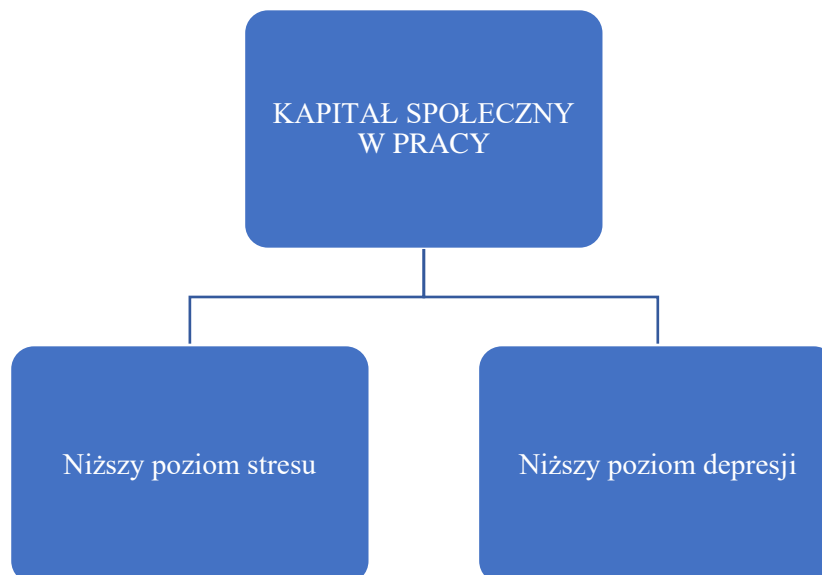 KAPITAŁ SPOŁECZNY
W PRACY
Niższy poziom stresu
Niższy poziom depresji